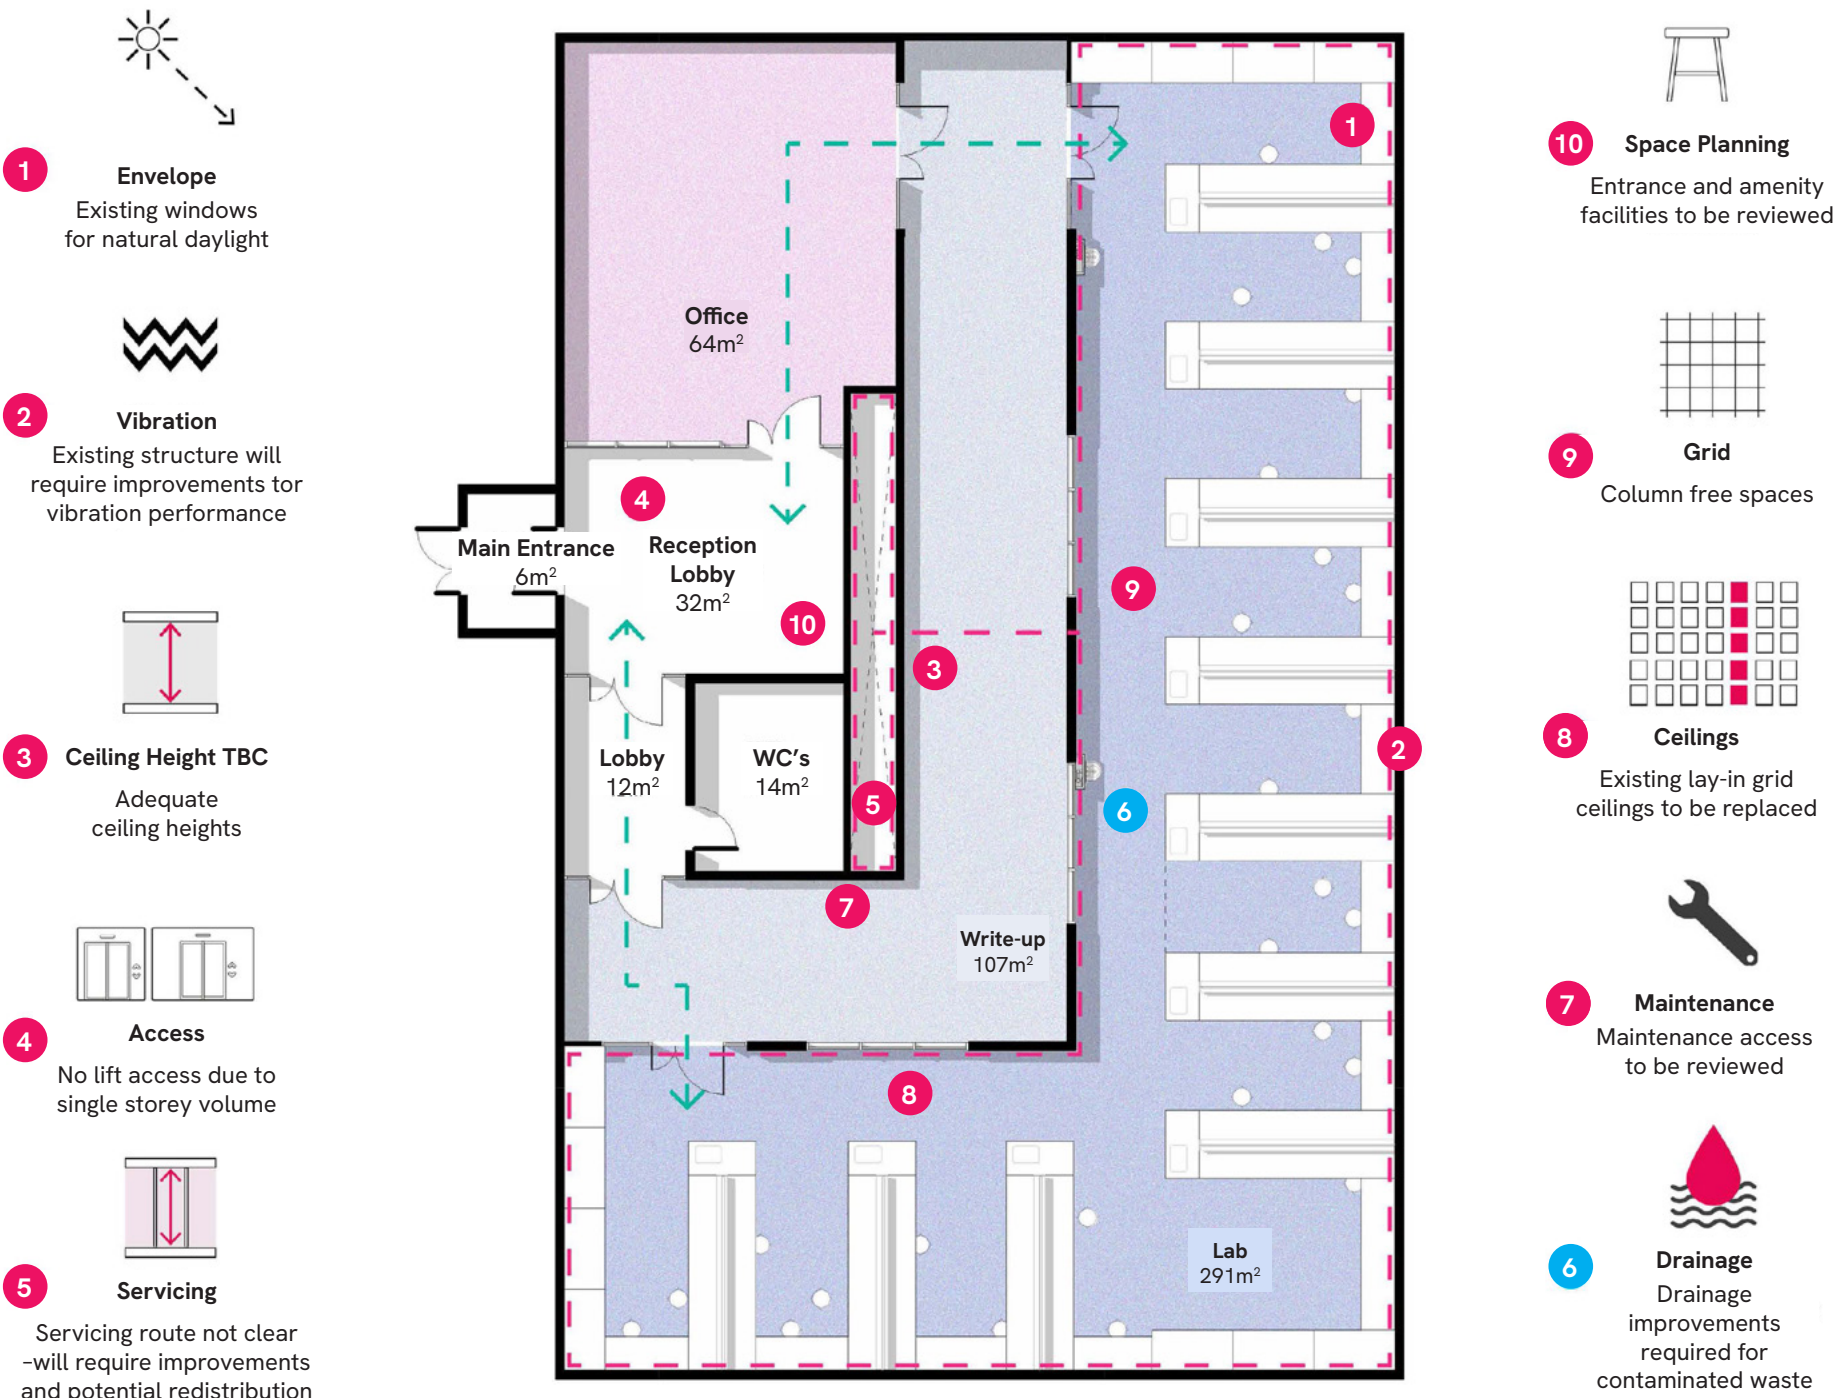 1
Envelope
Existing windows
for natural daylight
2
Vibration
Existing structure will
require improvements tor
vibration performance
3
Ceiling Height TBC
Adequate
ceiling heights
4
Access
No lift access due to
single storey volume
5
Servicing
Servicing route not clear
–will require improvements
and potential redistribution
1
Office
64m²
4
Main Entrance
6m²
Reception
Lobby
32m²
10
9
3
2
Lobby
12m²
WC's
14m²
5
6
7
Write-up
107m²
8
Lab
291m²
10
Space Planning
Entrance and amenity
facilities to be reviewed
9
Grid
Column free spaces
8
Ceilings
Existing lay-in grid
ceilings to be replaced
7
Maintenance
Maintenance access
to be reviewed
6
Drainage
Drainage
improvements
required for
contaminated waste